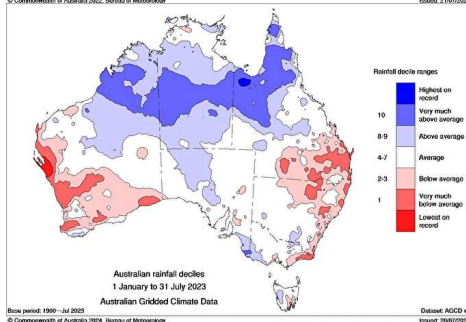 © Commonwealth of Australia 2022, Bureau of Meteorology
Rainfall decile ranges
Highest on
record
10
Very much
above average
8-9
Above average
4-7
Average
2-3
Below average
1
Very much
below average
Lowest on
record
Australian rainfall deciles
1 January to 31 July 2023
Australian Gridded Climate Data
Base period: 1900—Jul 2023
Dataset: AGCD v
© Commonwealth of Australia 2024, Bureau of Meteorology